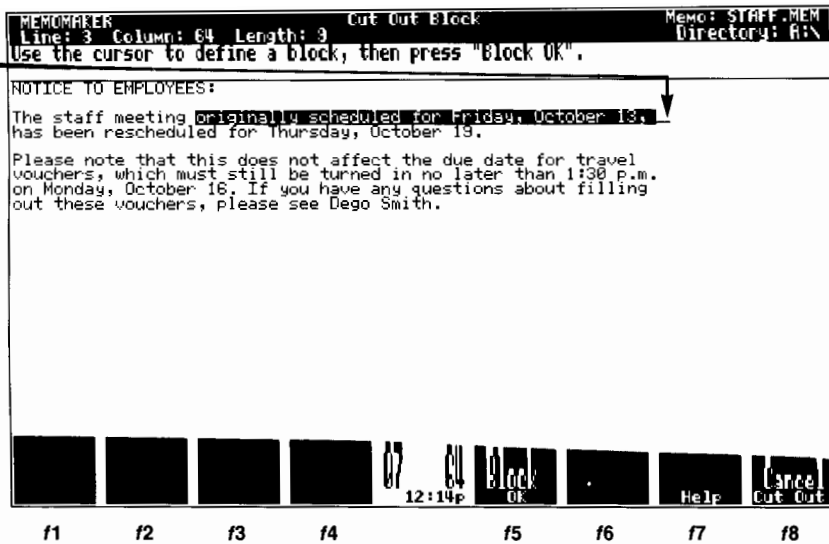 MEMOMAKER Cut Out Block Memo: STAFF.MEM
Line: 3 Column: 64 Length: 9 Directory: A:\
Use the cursor to define a block, then press "Block OK".
NOTICE TO EMPLOYEES:
The staff meeting originally scheduled for Friday, October 13,
has been rescheduled for Thursday, October 19.
Please note that this does not affect the due date for travel
vouchers, which must still be turned in no later than 1:30 p.m.
on Monday, October 16. If you have any questions about filling
out these vouchers, please see Dego Smith.
64 Block Cancel
12:14p OK Help Cut Out
f1 f2 f3 f4 f5 f6 f7 f8